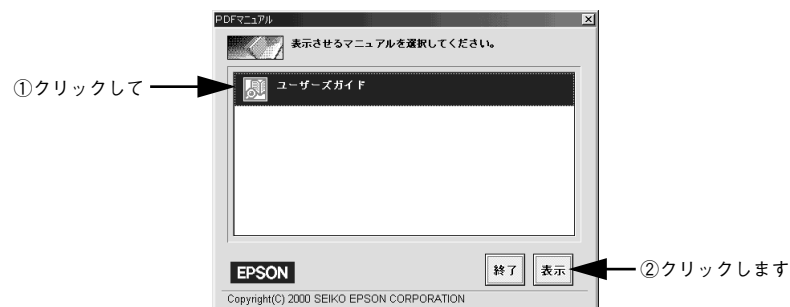 PDFマニュアル
表示させるマニュアルを選択してください。
①クリックして
ユーザーズガイド
EPSON
終了
表示
②クリックします
Copyright(C) 2000 SEIKO EPSON CORPORATION